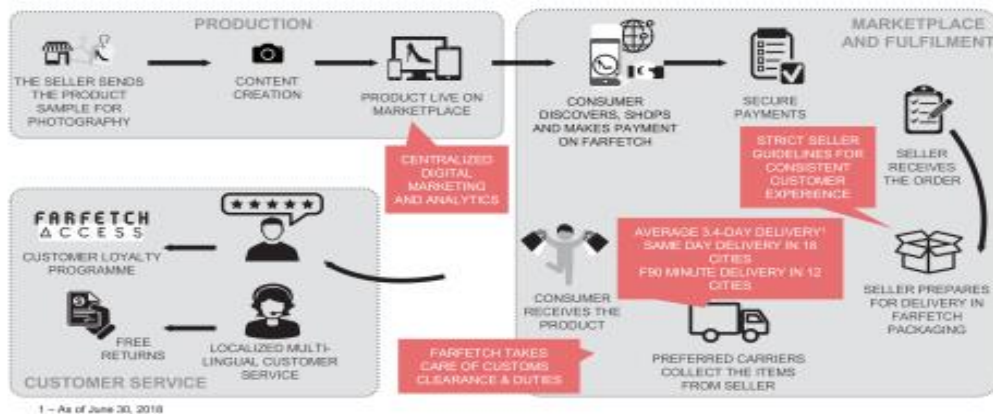 PRODUCTION
THE SELLER SENDS
THE PRODUCT
SAMPLE FOR
PHOTOGRAPHY
CONTENT
CREATION
PRODUCT LIVE ON
MARKETPLACE
CENTRALIZED
DIGITAL
MARKETING
AND ANALYTICS
MARKETPLACE
AND FULFILMENT
CONSUMER
DISCOVERS, SHOPS
AND MAKES PAYMENT
ON FARFETCH
SECURE
PAYMENTS
STRICT SELLER
GUIDELINES FOR
CONSISTENT
CUSTOMER
EXPERIENCE
SELLER
RECEIVES
THE ORDER
SELLER PREPARES
FOR DELIVERY IN
FARFETCH
PACKAGING
AVERAGE 3.4-DAY DELIVERY¹
SAME DAY DELIVERY IN 18
CITIES
F90 MINUTE DELIVERY IN 12
CITIES
PREFERRED CARRIERS
COLLECT THE ITEMS
FROM SELLER
FARFETCH TAKES
CARE OF CUSTOMS
CLEARANCE & DUTIES
CONSUMER
RECEIVES THE
PRODUCT
FARFETCH
ACCESS
CUSTOMER LOYALTY
PROGRAMME
FREE
RETURNS
LOCALIZED MULTI-
LINGUAL CUSTOMER
SERVICE
CUSTOMER SERVICE
1 – As of June 30, 2018